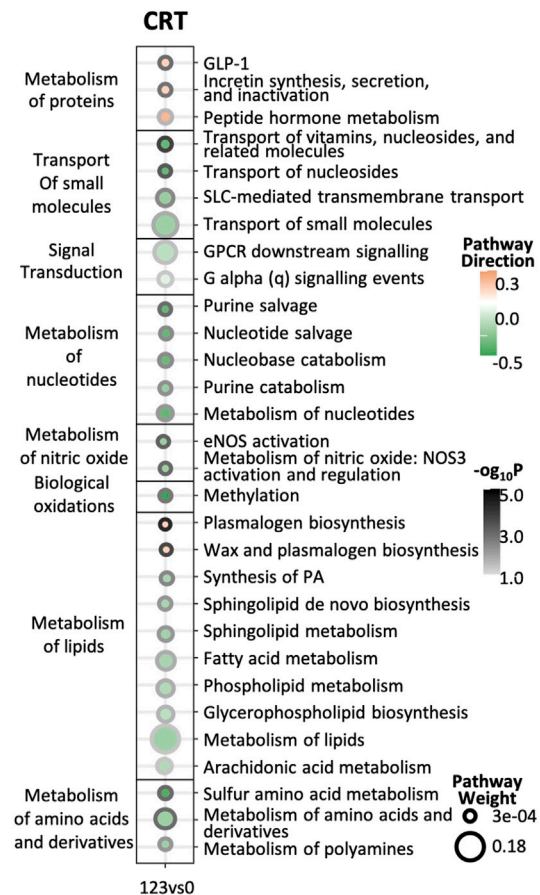 CRT
Metabolism
of proteins
GLP-1
Incretin synthesis, secretion,
and inactivation
Peptide hormone metabolism
Transport
Of small
molecules
Transport of vitamins, nucleosides, and
related molecules
Transport of nucleosides
SLC-mediated transmembrane transport
Transport of small molecules
Signal
Transduction
GPCR downstream signalling
G alpha (q) signalling events
Metabolism
of
nucleotides
Purine salvage
Nucleotide salvage
Nucleobase catabolism
Purine catabolism
Metabolism of nucleotides
Metabolism
of nitric oxide
eNOS activation
Metabolism of nitric oxide: NOS3
activation and regulation
Biological
oxidations
Methylation
Metabolism
of lipids
Plasmalogen biosynthesis
Wax and plasmalogen biosynthesis
Synthesis of PA
Sphingolipid de novo biosynthesis
Sphingolipid metabolism
Fatty acid metabolism
Phospholipid metabolism
Glycerophospholipid biosynthesis
Metabolism of lipids
Arachidonic acid metabolism
Metabolism
of amino acids
and derivatives
Sulfur amino acid metabolism
Metabolism of amino acids and
derivatives
Metabolism of polyamines
123vs0
Pathway
Direction
0.3
0.0
-0.5
-og10P
5.0
3.0
1.0
Pathway
Weight
3e-04
0.18